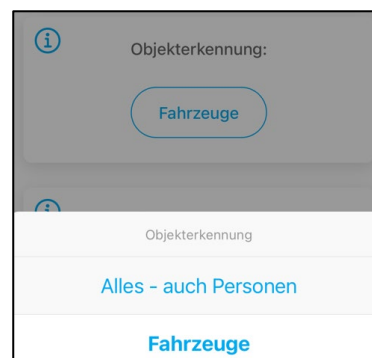 Objekterkennung:
Fahrzeuge
Objekterkennung
Alles - auch Personen
Fahrzeuge